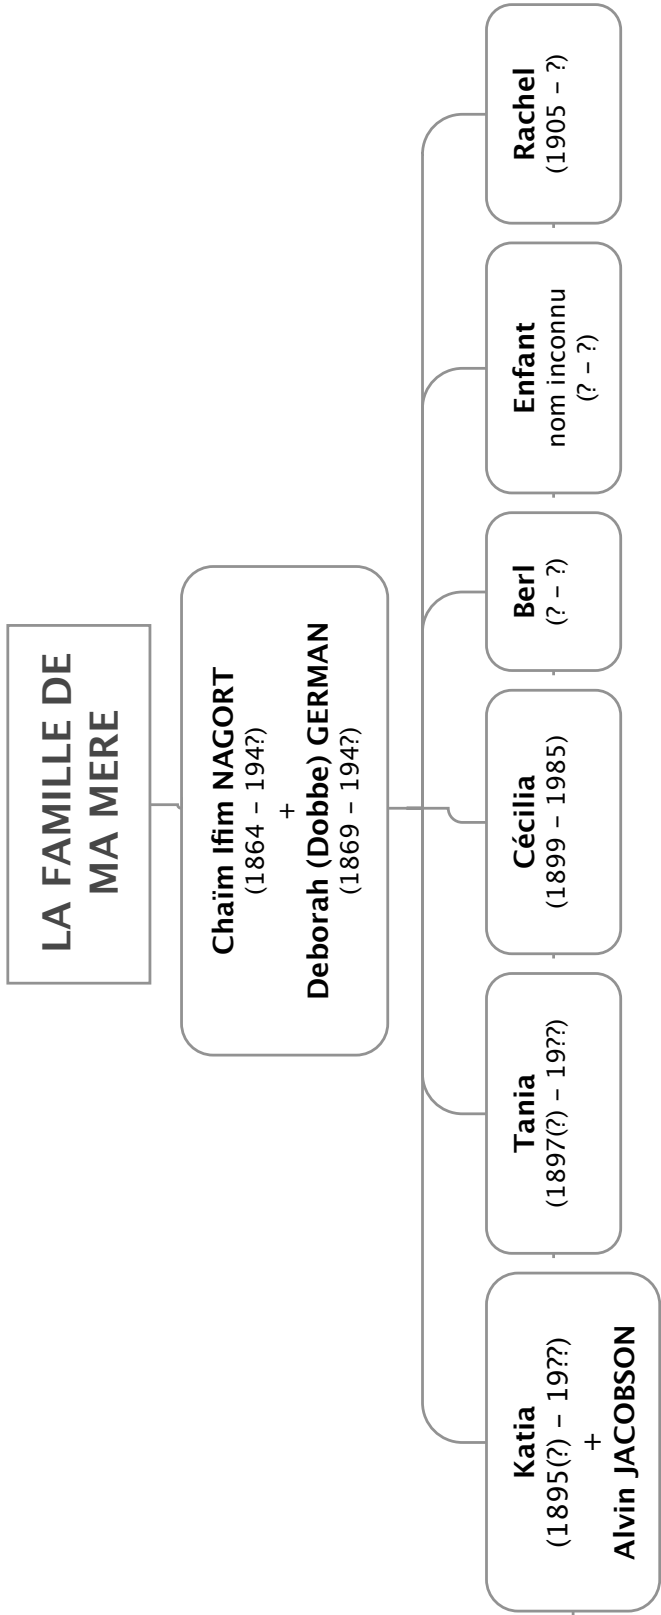 LA FAMILLE DE
MA MERE
Chaïm Ifim NAGORT
(1864 – 194?)
+
Deborah (Dobbe) GERMAN
(1869 – 194?)
Katia
(1895(?) – 19??)
+
Alvin JACOBSON
Tania
(1897(?) – 19??)
Cécilia
(1899 – 1985)
Berl
(? – ?)
Enfant
nom inconnu
(? – ?)
Rachel
(1905 – ?)